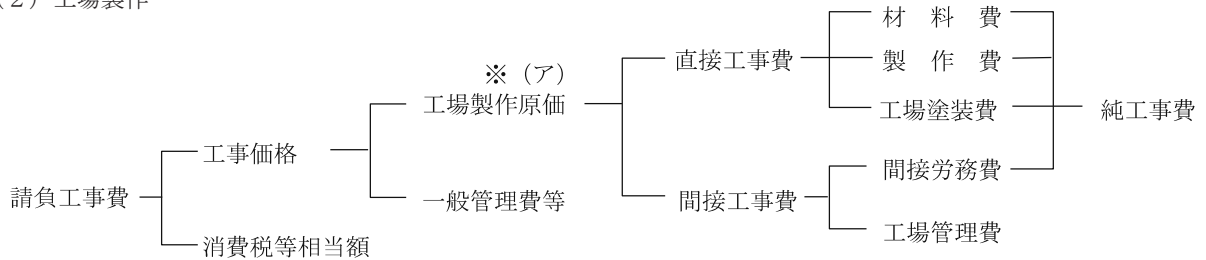 （２）工場製作
材　料　費
直接工事費
製　作　費
※（ア）
工場製作原価
工場塗装費
純工事費
工事価格
間接労務費
請負工事費
一般管理費等
間接工事費
工場管理費
消費税等相当額